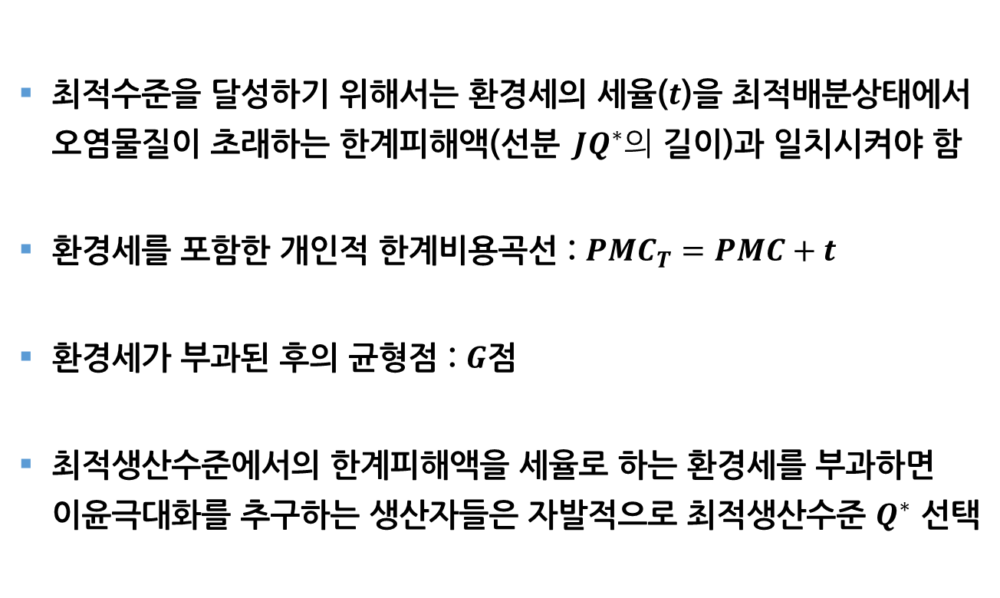 ▪ 최적수준을 달성하기 위해서는 환경세의 세율(t)을 최적배분상태에서
오염물질이 초래하는 한계피해액(선분 JQ*의 길이)과 일치시켜야 함
▪ 환경세를 포함한 개인적 한계비용곡선 : PMC_T = PMC + t
▪ 환경세가 부과된 후의 균형점 : G점
▪ 최적생산수준에서의 한계피해액을 세율로 하는 환경세를 부과하면
이윤극대화를 추구하는 생산자들은 자발적으로 최적생산수준 Q* 선택